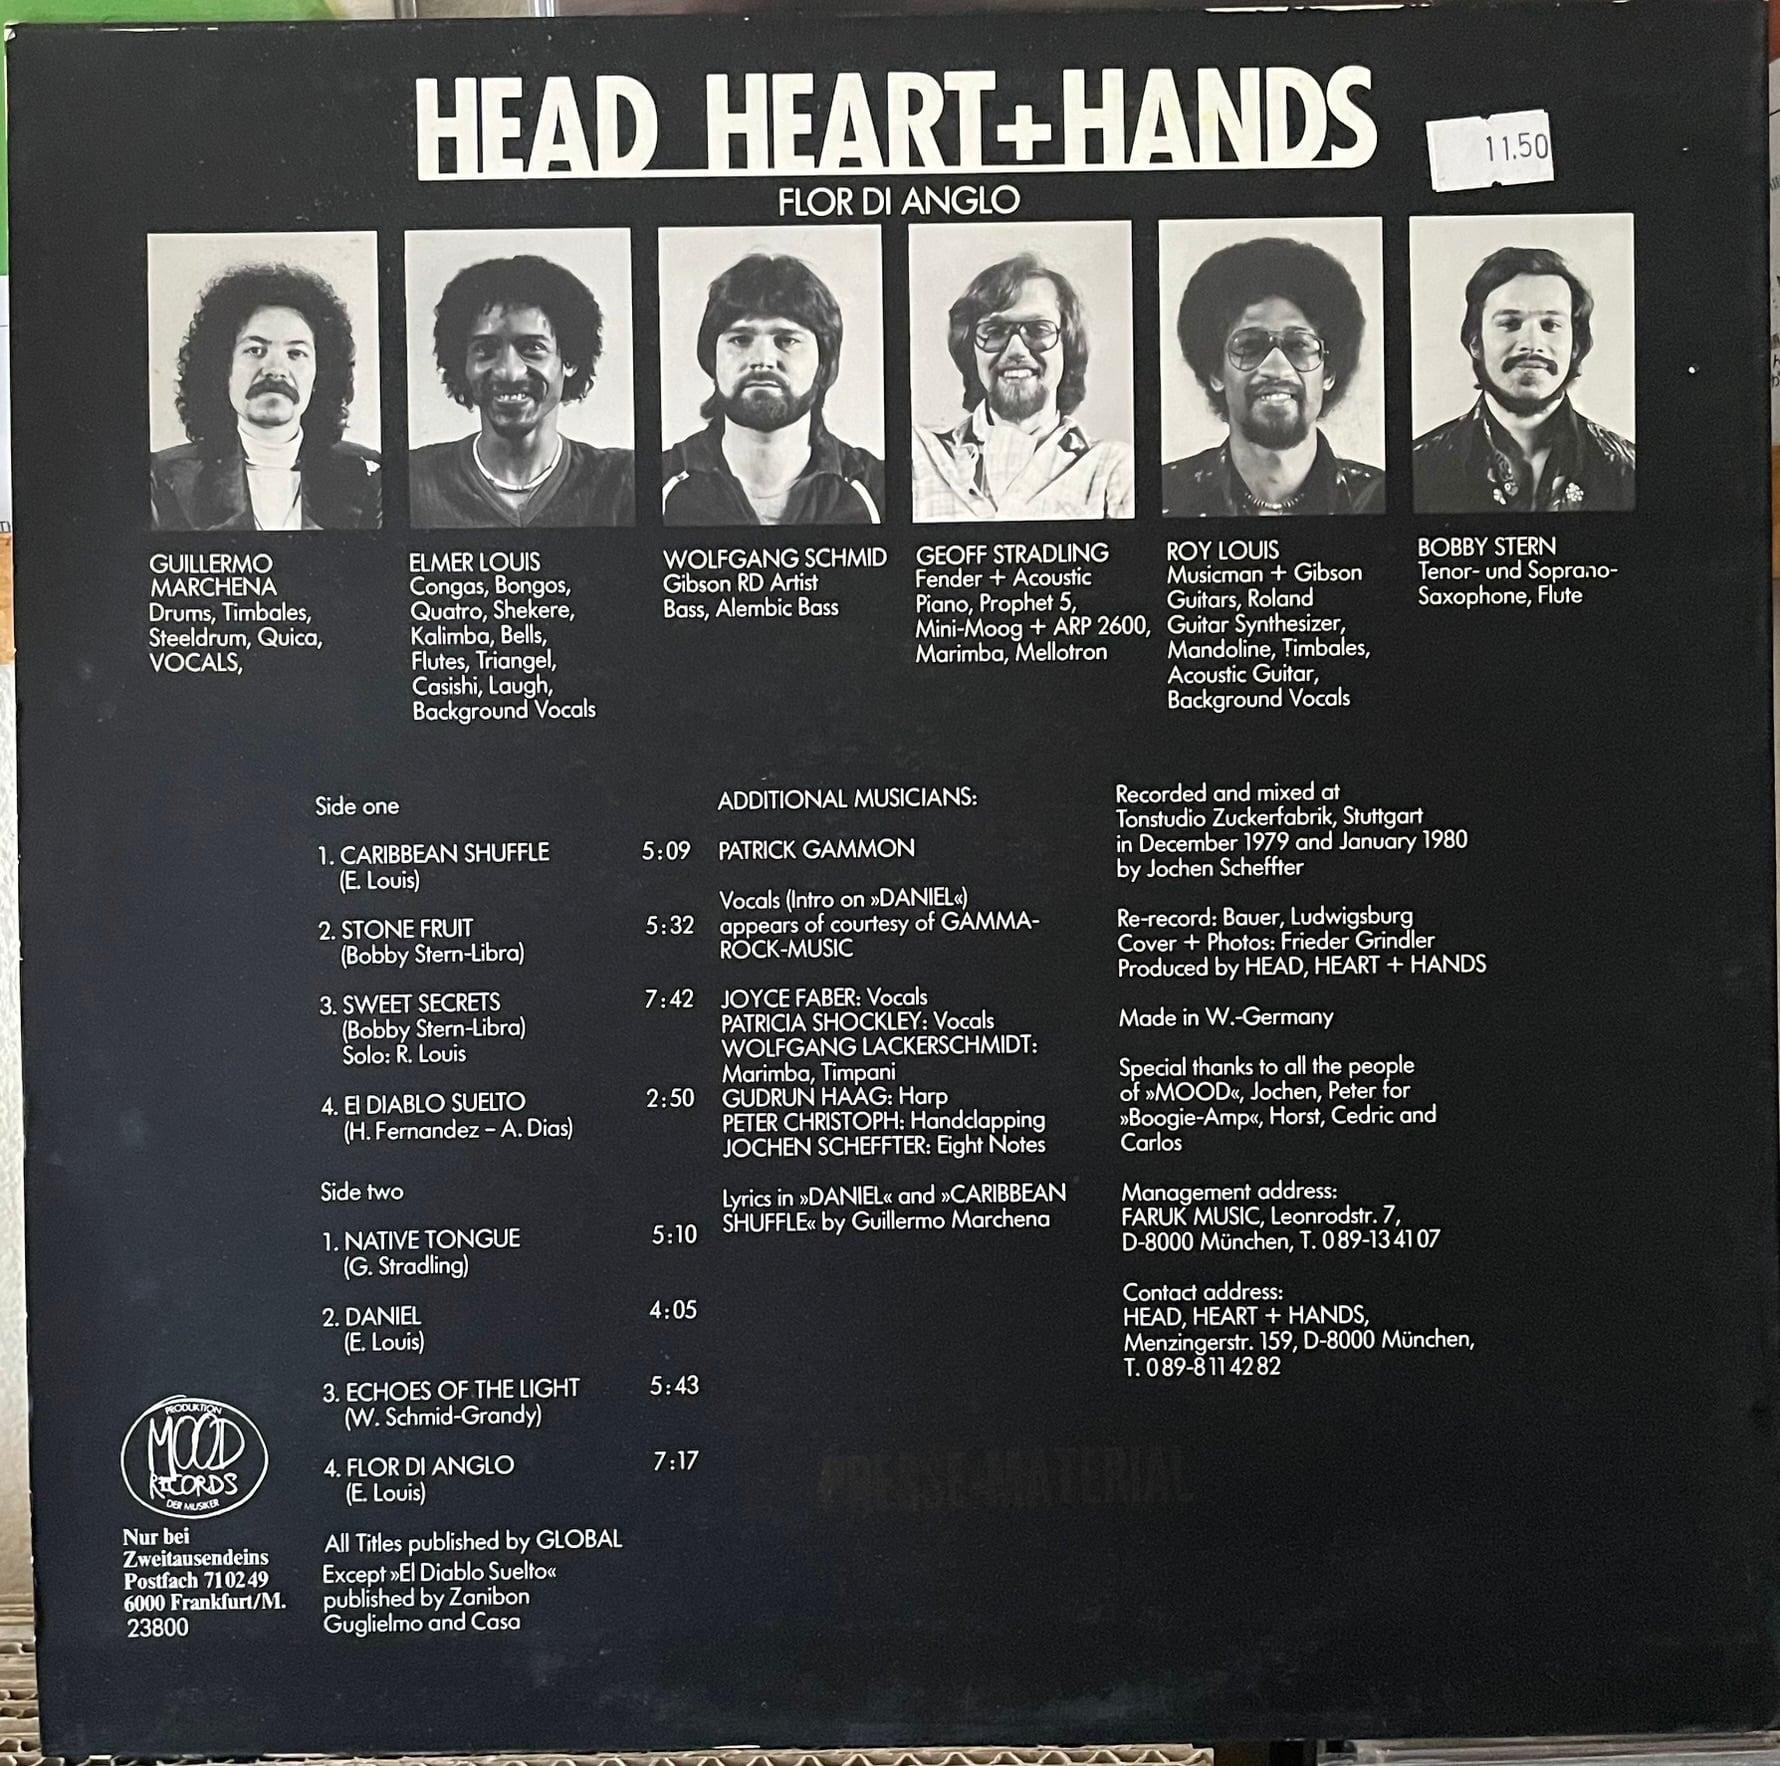 HEAD HEART+HANDS
11.50
FLOR DI ANGLO
GUILLERMO
MARCHENA
Drums, Timbales,
Steeldrum, Quica,
VOCALS,
ELMER LOUIS
Congas, Bongos,
Quatro, Shekere,
Kalimba, Bells,
Flutes, Triangel,
Casishi, Laugh,
Background Vocals
WOLFGANG SCHMID
Gibson RD Artist
Bass, Alembic Bass
GEOFF STRADLING
Fender + Acoustic
Piano, Prophet 5,
Mini-Moog + ARP 2600,
Marimba, Mellotron
ROY LOUIS
Musicman + Gibson
Guitars, Roland
Guitar Synthesizer,
Mandoline, Timbales,
Acoustic Guitar,
Background Vocals
BOBBY STERN
Tenor- und Soprano-
Saxophone, Flute
Side one
1. CARIBBEAN SHUFFLE 5:09
(E. Louis)
2. STONE FRUIT 5:32
(Bobby Stern-Libra)
3. SWEET SECRETS 7:42
(Bobby Stern-Libra)
Solo: R. Louis
4. El DIABLO SUELTO 2:50
(H. Fernandez – A. Dias)
Side two
1. NATIVE TONGUE 5:10
(G. Stradling)
2. DANIEL 4:05
(E. Louis)
3. ECHOES OF THE LIGHT 5:43
(W. Schmid-Grandy)
4. FLOR DI ANGLO 7:17
(E. Louis)
All Titles published by GLOBAL
Except »El Diablo Suelto«
published by Zanibon
Guglielmo and Casa
ADDITIONAL MUSICIANS:
PATRICK GAMMON
Vocals (Intro on »DANIEL«)
appears of courtesy of GAMMA-
ROCK-MUSIC
JOYCE FABER: Vocals
PATRICIA SHOCKLEY: Vocals
WOLFGANG LACKERSCHMIDT:
Marimba, Timpani
GUDRUN HAAG: Harp
PETER CHRISTOPH: Handclapping
JOCHEN SCHEFFTER: Eight Notes
Lyrics in »DANIEL« and »CARIBBEAN
SHUFFLE« by Guillermo Marchena
Recorded and mixed at
Tonstudio Zuckerfabrik, Stuttgart
in December 1979 and January 1980
by Jochen Scheffter
Re-record: Bauer, Ludwigsburg
Cover + Photos: Frieder Grindler
Produced by HEAD, HEART + HANDS
Made in W.-Germany
Special thanks to all the people
of »MOOD«, Jochen, Peter for
»Boogie-Amp«, Horst, Cedric and
Carlos
Management address:
FARUK MUSIC, Leonrodstr. 7,
D-8000 München, T. 089-134107
Contact address:
HEAD, HEART + HANDS,
Menzingerstr. 159, D-8000 München,
T. 089-8114282
PRODUKTION
MOOD
RECORDS
DER MUSIKER
Nur bei
Zweitausendeins
Postfach 710249
6000 Frankfurt/M.
23800